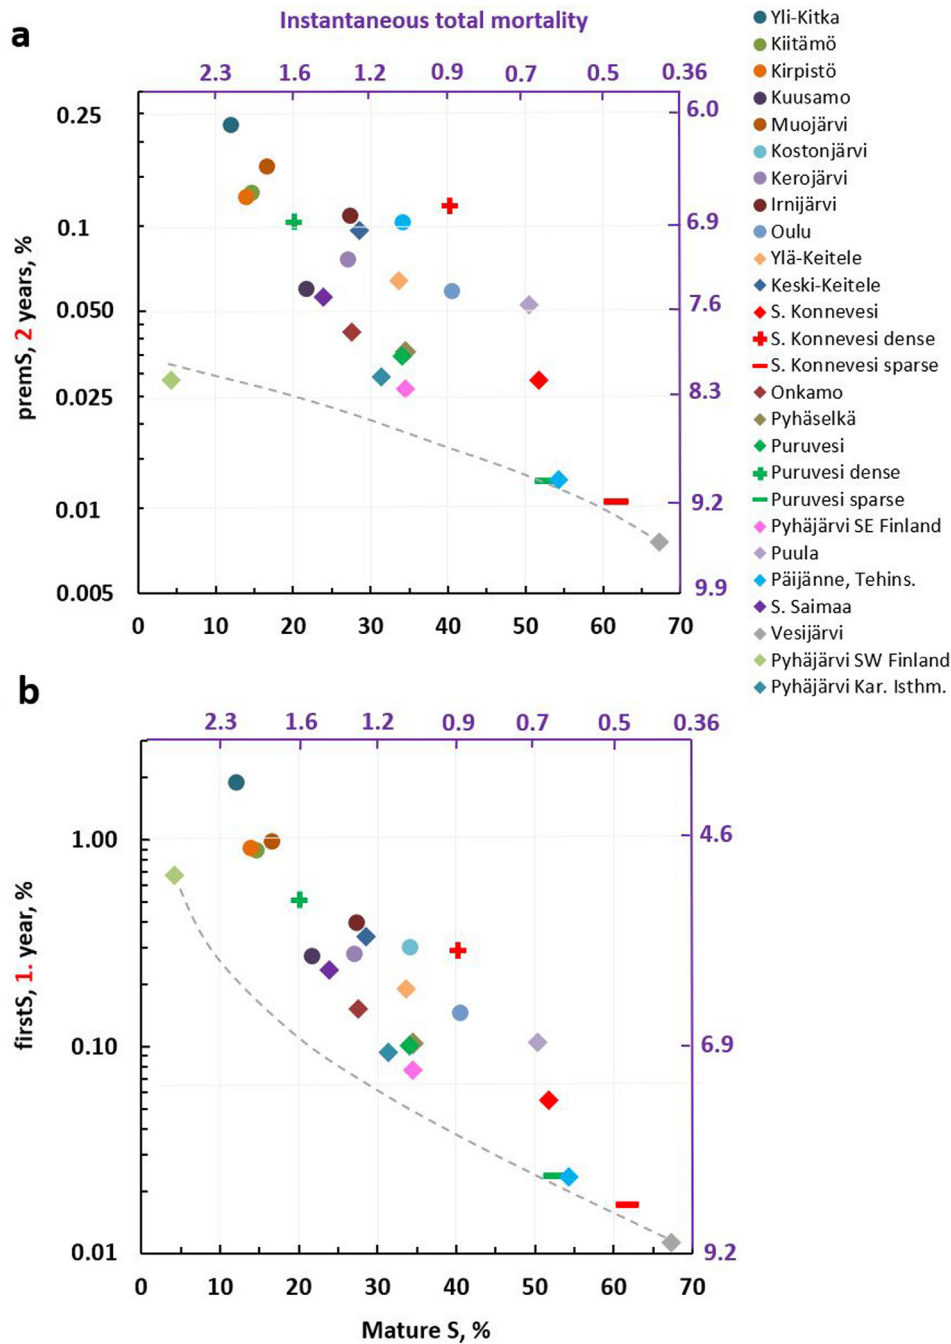 a
Instantaneous total mortality
2.3 1.6 1.2 0.9 0.7 0.5 0.36
0.25
0.1
0.050
0.025
0.01
0.005
premS, 2 years, %
6.0
6.9
7.6
8.3
9.2
9.9
0 10 20 30 40 50 60 70
Yli-Kitka
Kiitämö
Kirpistö
Kuusamo
Muojärvi
Kostonjärvi
Kerojärvi
Irnijärvi
Oulu
Ylä-Keitele
Keski-Keitele
S. Konnevesi
S. Konnevesi dense
S. Konnevesi sparse
Onkamo
Pyhäselkä
Puruvesi
Puruvesi dense
Puruvesi sparse
Pyhäjärvi SE Finland
Puula
Päijänne, Tehins.
S. Saimaa
Vesijärvi
Pyhäjärvi SW Finland
Pyhäjärvi Kar. Isthm.
b
2.3 1.6 1.2 0.9 0.7 0.5 0.36
1.00
0.10
0.01
firstS, 1. year, %
4.6
6.9
9.2
0 10 20 30 40 50 60 70
Mature S, %